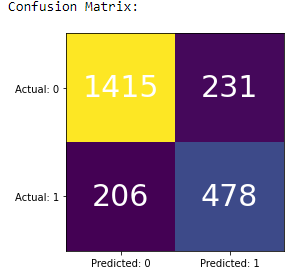 Confusion Matrix:
Actual: 0 1415 231
Actual: 1 206 478
Predicted: 0 Predicted: 1